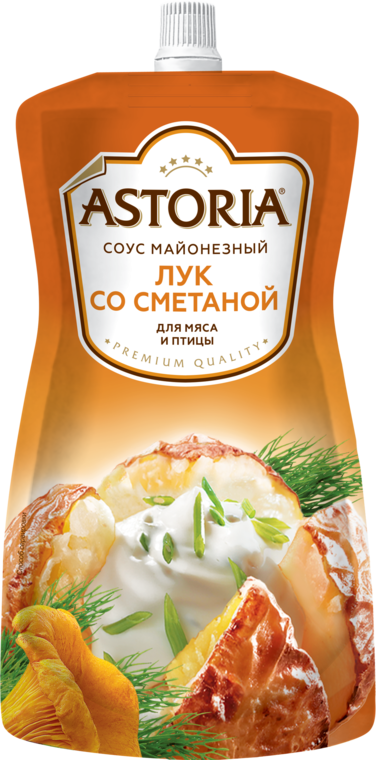 ASTORIA®
СОУС МАЙОНЕЗНЫЙ
ЛУК
СО СМЕТАНОЙ
ДЛЯ МЯСА
И ПТИЦЫ
PREMIUM QUALITY